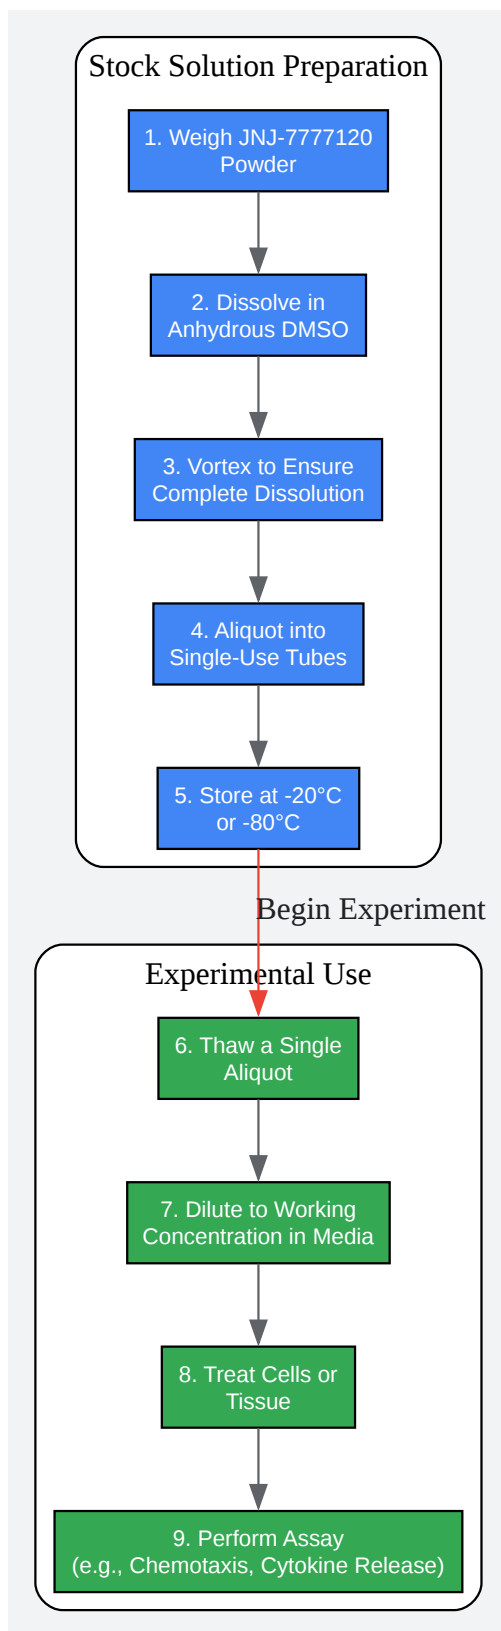 Stock Solution Preparation
1. Weigh JNJ-7777120
Powder
2. Dissolve in
Anhydrous DMSO
3. Vortex to Ensure
Complete Dissolution
4. Aliquot into
Single-Use Tubes
5. Store at -20°C
or -80°C
Begin Experiment
Experimental Use
6. Thaw a Single
Aliquot
7. Dilute to Working
Concentration in Media
8. Treat Cells or
Tissue
9. Perform Assay
(e.g., Chemotaxis, Cytokine Release)